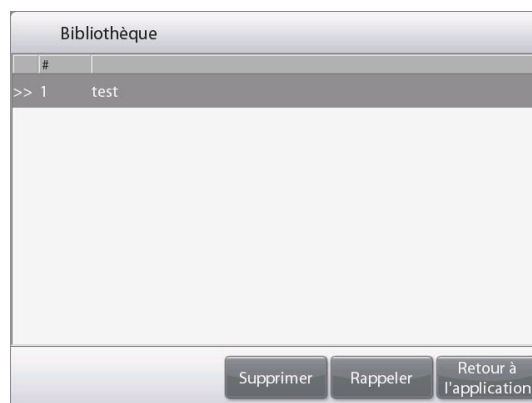 Bibliothèque
#
>> 1 test
Supprimer Rappeler Retour à
l'application